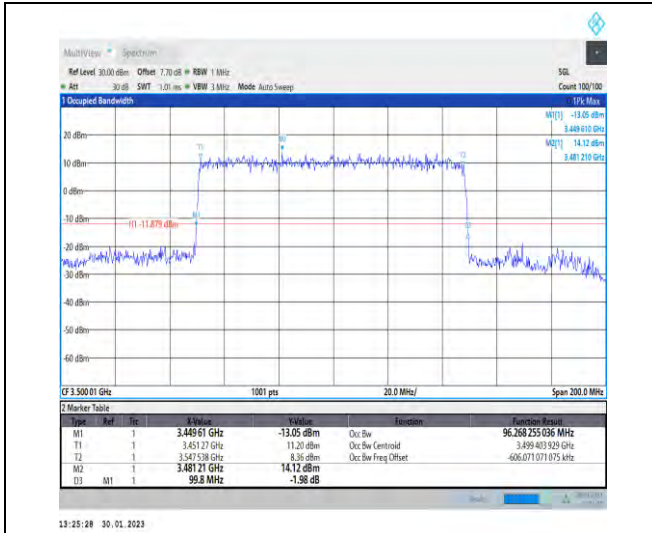 MultiView Spectrum
Ref Level 30.00 dBm Offset 7.70 dB RBW 1 MHz SGL
Att 30 dB SWT 1.01 ms VBW 3 MHz Mode Auto Sweep Count 100/100
1 Occupied Bandwidth 1Pk Max
M1[1] -13.05 dBm
3.449 610 GHz
M2[1] 14.12 dBm
3.481 210 GHz
20 dBm
T1 T2
10 dBm
0 dBm
-10 dBm
M1
H1 -11.879 dBm
-20 dBm
-30 dBm
-40 dBm
-50 dBm
-60 dBm
CF 3.500 01 GHz 1001 pts 20.0 MHz/ Span 200.0 MHz
2 Marker Table
Type Ref Trc X-Value Y-Value Function Function Result
M1 1 3.449 61 GHz -13.05 dBm Occ Bw 96.268 255 036 MHz
T1 1 3.451 27 GHz 11.20 dBm Occ Bw Centroid 3.499 403 929 GHz
T2 1 3.547 538 GHz 8.36 dBm Occ Bw Freq Offset -606.071 071 075 kHz
M2 1 3.481 21 GHz 14.12 dBm
D3 M1 1 99.8 MHz -1.98 dB
13:25:28 30.01.2023